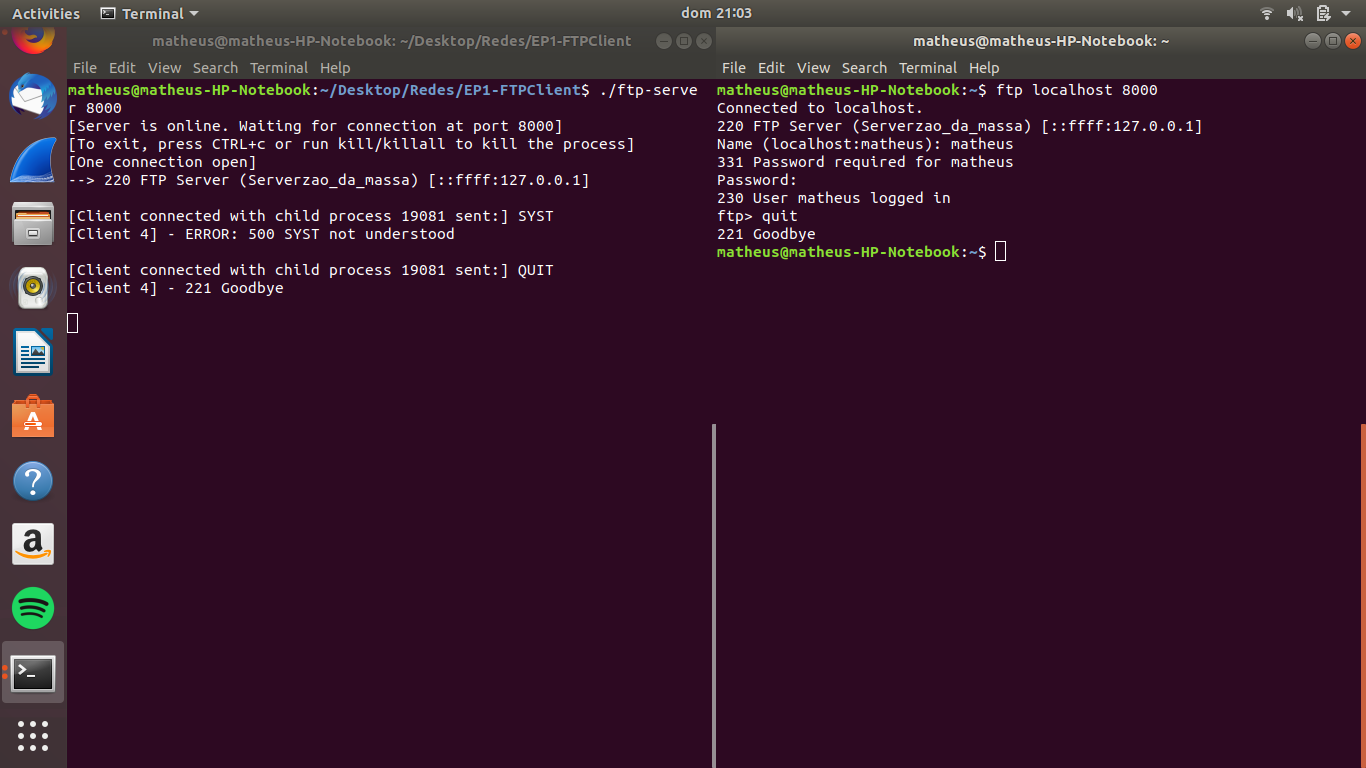 Activities Terminal dom 21:03
matheus@matheus-HP-Notebook: ~/Desktop/Redes/EP1-FTPClient
File Edit View Search Terminal Help
matheus@matheus-HP-Notebook:~/Desktop/Redes/EP1-FTPClient$ ./ftp-serve
r 8000
[Server is online. Waiting for connection at port 8000]
[To exit, press CTRL+c or run kill/killall to kill the process]
[One connection open]
--> 220 FTP Server (Serverzao_da_massa) [::ffff:127.0.0.1]
[Client connected with child process 19081 sent:] SYST
[Client 4] - ERROR: 500 SYST not understood
[Client connected with child process 19081 sent:] QUIT
[Client 4] - 221 Goodbye
matheus@matheus-HP-Notebook: ~
File Edit View Search Terminal Help
matheus@matheus-HP-Notebook:~$ ftp localhost 8000
Connected to localhost.
220 FTP Server (Serverzao_da_massa) [::ffff:127.0.0.1]
Name (localhost:matheus): matheus
331 Password required for matheus
Password:
230 User matheus logged in
ftp> quit
221 Goodbye
matheus@matheus-HP-Notebook:~$